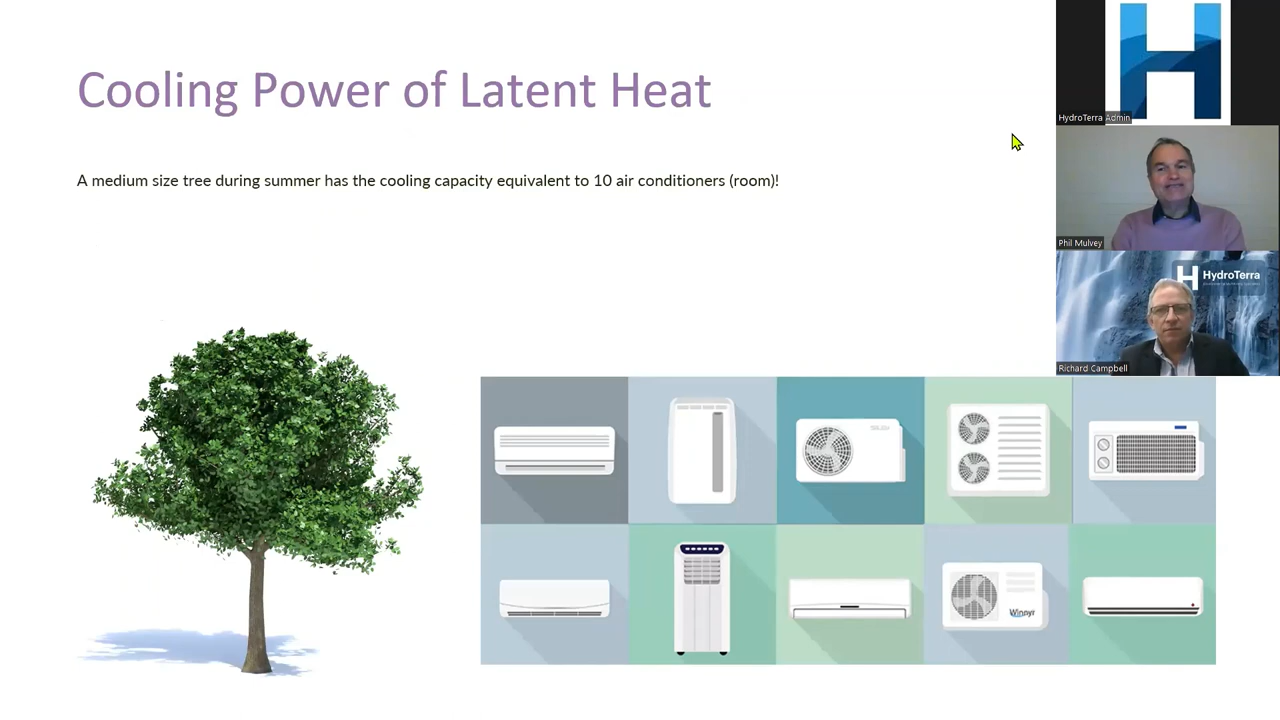 Cooling Power of Latent Heat
A medium size tree during summer has the cooling capacity equivalent to 10 air conditioners (room)!
HydroTerra Admin
Phil Mulvey
HydroTerra
Richard Campbell